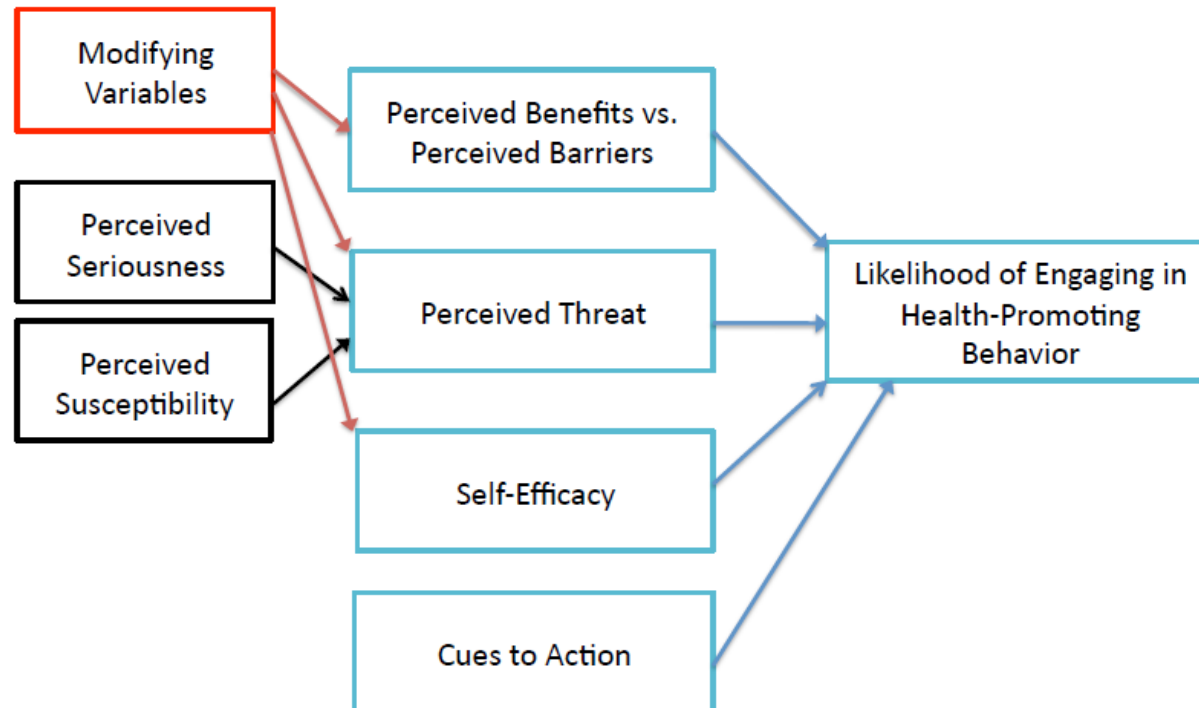 Modifying
Variables
Perceived Benefits vs.
Perceived Barriers
Perceived
Seriousness
Perceived Threat
Likelihood of Engaging in
Health-Promoting
Behavior
Perceived
Susceptibility
Self-Efficacy
Cues to Action